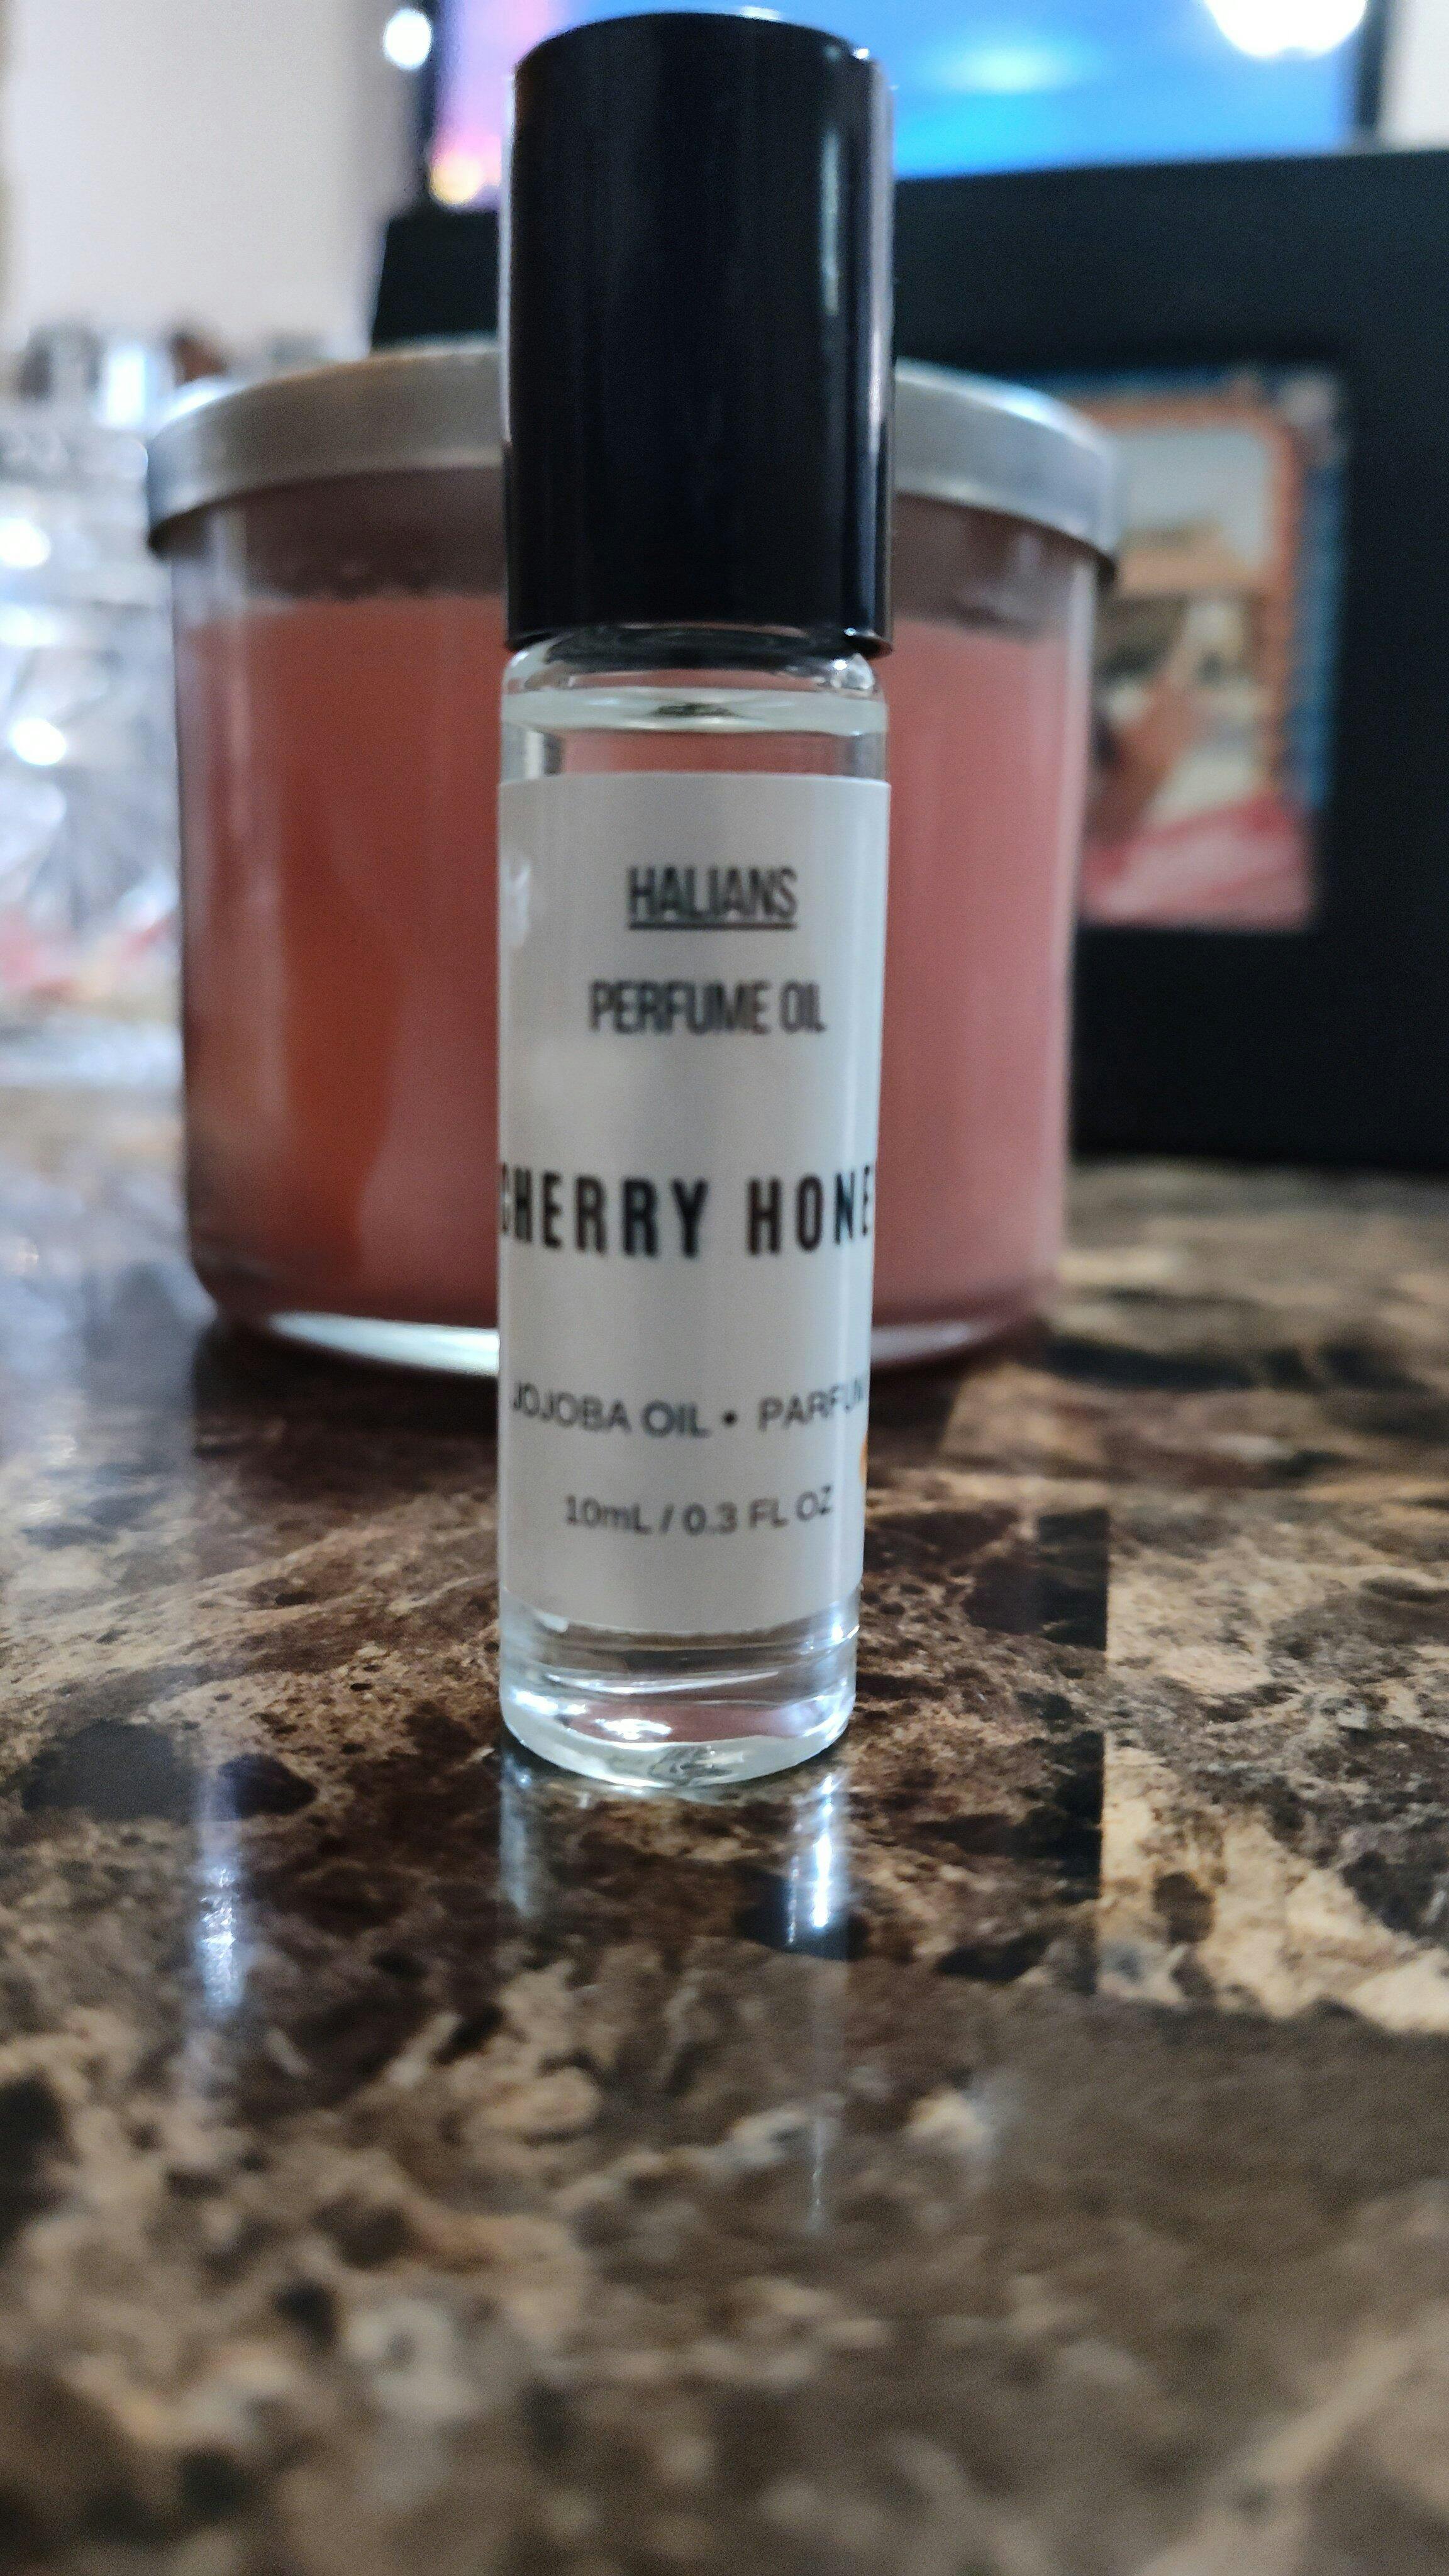 HALIANS
PERFUME OIL
CHERRY HONE
JOJOBA OIL • PARFUM
10mL / 0.3 FL OZ